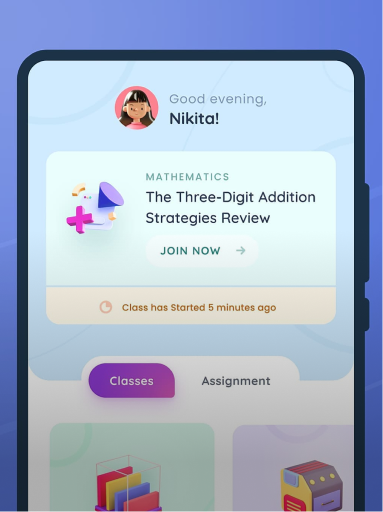 Good evening,
Nikita!
MATHEMATICS
The Three-Digit Addition
Strategies Review
JOIN NOW →
Class has Started 5 minutes ago
Classes
Assignment